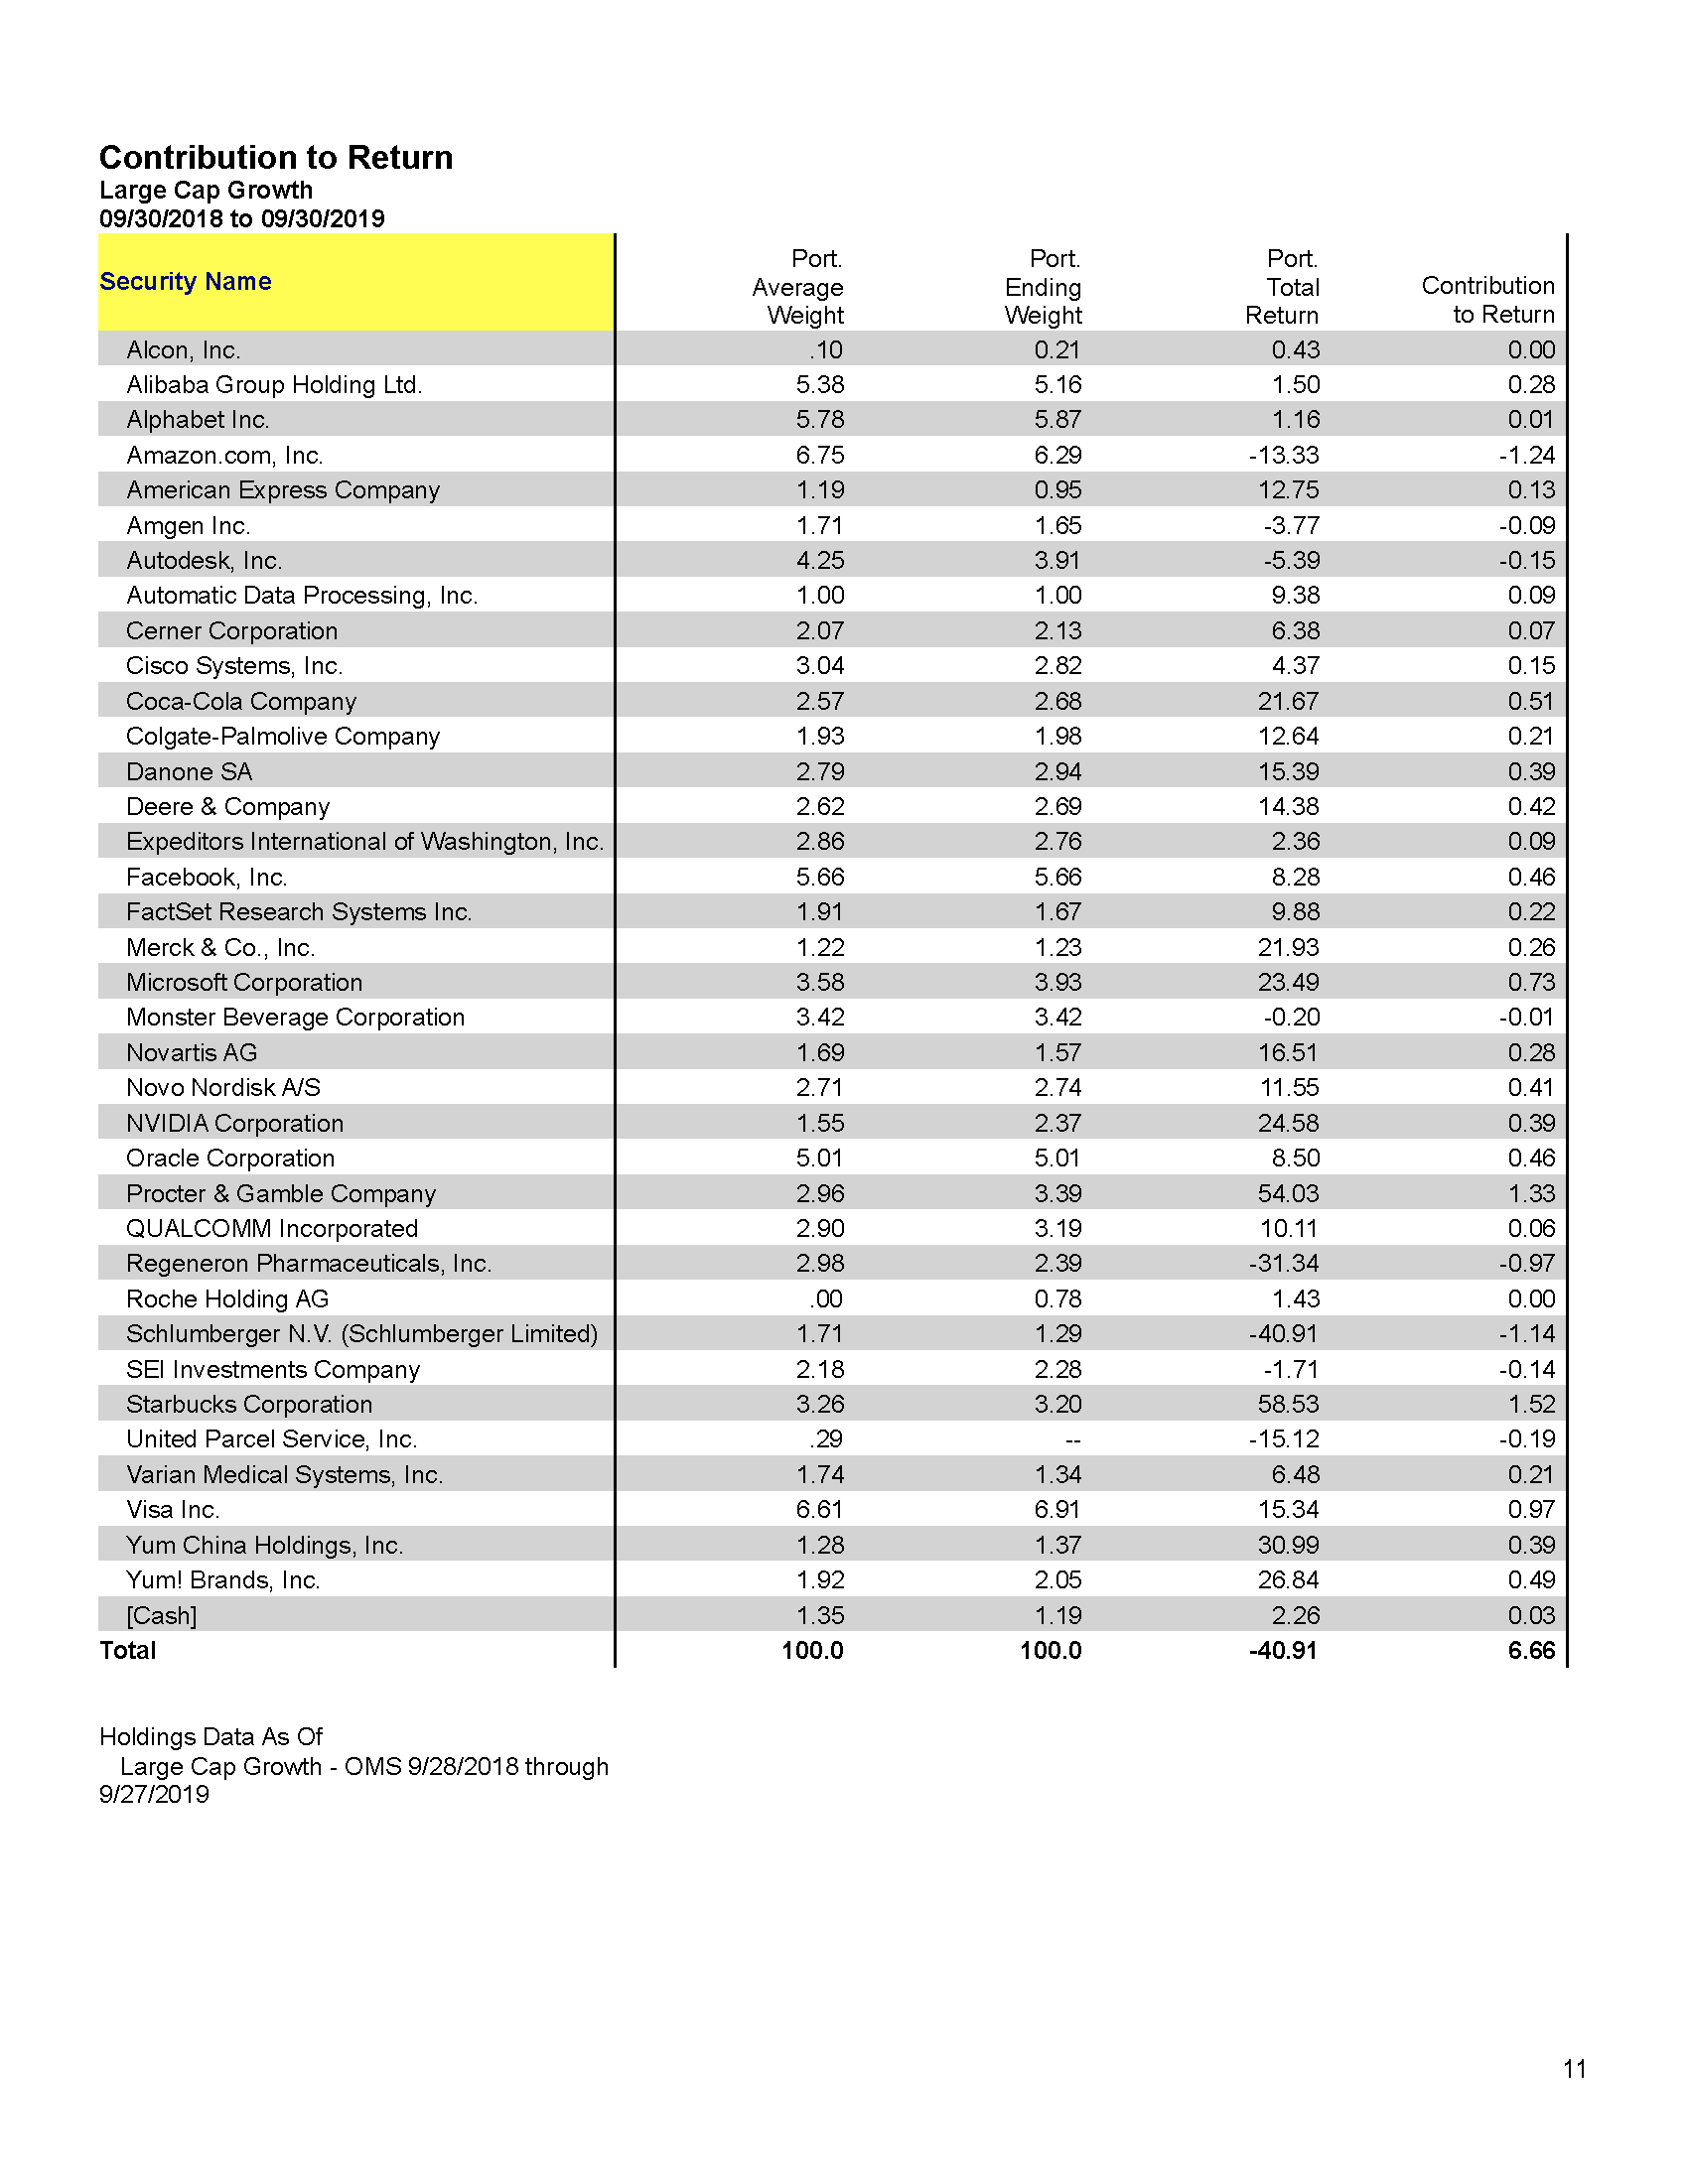 Contribution to Return
Large Cap Growth
09/30/2018 to 09/30/2019
Security Name Port. Average Weight Port. Ending Weight Port. Total Return Contribution to Return
Alcon, Inc. .10 0.21 0.43 0.00
Alibaba Group Holding Ltd. 5.38 5.16 1.50 0.28
Alphabet Inc. 5.78 5.87 1.16 0.01
Amazon.com, Inc. 6.75 6.29 -13.33 -1.24
American Express Company 1.19 0.95 12.75 0.13
Amgen Inc. 1.71 1.65 -3.77 -0.09
Autodesk, Inc. 4.25 3.91 -5.39 -0.15
Automatic Data Processing, Inc. 1.00 1.00 9.38 0.09
Cerner Corporation 2.07 2.13 6.38 0.07
Cisco Systems, Inc. 3.04 2.82 4.37 0.15
Coca-Cola Company 2.57 2.68 21.67 0.51
Colgate-Palmolive Company 1.93 1.98 12.64 0.21
Danone SA 2.79 2.94 15.39 0.39
Deere & Company 2.62 2.69 14.38 0.42
Expeditors International of Washington, Inc. 2.86 2.76 2.36 0.09
Facebook, Inc. 5.66 5.66 8.28 0.46
FactSet Research Systems Inc. 1.91 1.67 9.88 0.22
Merck & Co., Inc. 1.22 1.23 21.93 0.26
Microsoft Corporation 3.58 3.93 23.49 0.73
Monster Beverage Corporation 3.42 3.42 -0.20 -0.01
Novartis AG 1.69 1.57 16.51 0.28
Novo Nordisk A/S 2.71 2.74 11.55 0.41
NVIDIA Corporation 1.55 2.37 24.58 0.39
Oracle Corporation 5.01 5.01 8.50 0.46
Procter & Gamble Company 2.96 3.39 54.03 1.33
QUALCOMM Incorporated 2.90 3.19 10.11 0.06
Regeneron Pharmaceuticals, Inc. 2.98 2.39 -31.34 -0.97
Roche Holding AG .00 0.78 1.43 0.00
Schlumberger N.V. (Schlumberger Limited) 1.71 1.29 -40.91 -1.14
SEI Investments Company 2.18 2.28 -1.71 -0.14
Starbucks Corporation 3.26 3.20 58.53 1.52
United Parcel Service, Inc. .29 -- -15.12 -0.19
Varian Medical Systems, Inc. 1.74 1.34 6.48 0.21
Visa Inc. 6.61 6.91 15.34 0.97
Yum China Holdings, Inc. 1.28 1.37 30.99 0.39
Yum! Brands, Inc. 1.92 2.05 26.84 0.49
[Cash] 1.35 1.19 2.26 0.03
Total 100.0 100.0 -40.91 6.66
Holdings Data As Of
Large Cap Growth - OMS 9/28/2018 through
9/27/2019
11